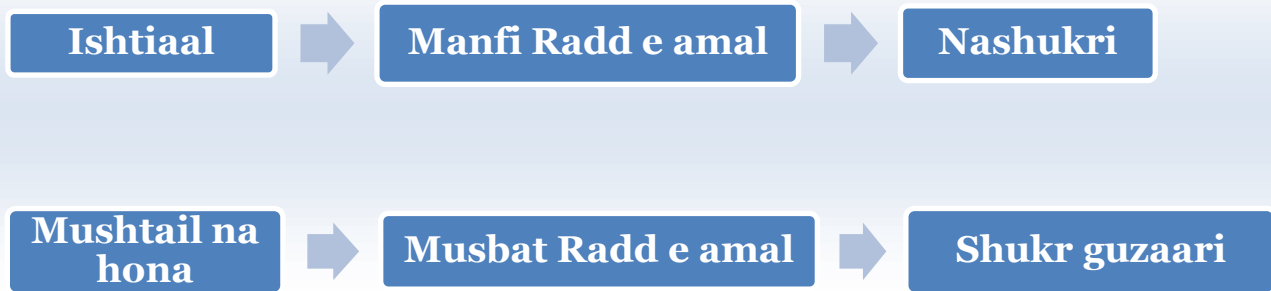 Ishtiaal
Manfi Radd e amal
Nashukri
Mushtail na
hona
Musbat Radd e amal
Shukr guzaari